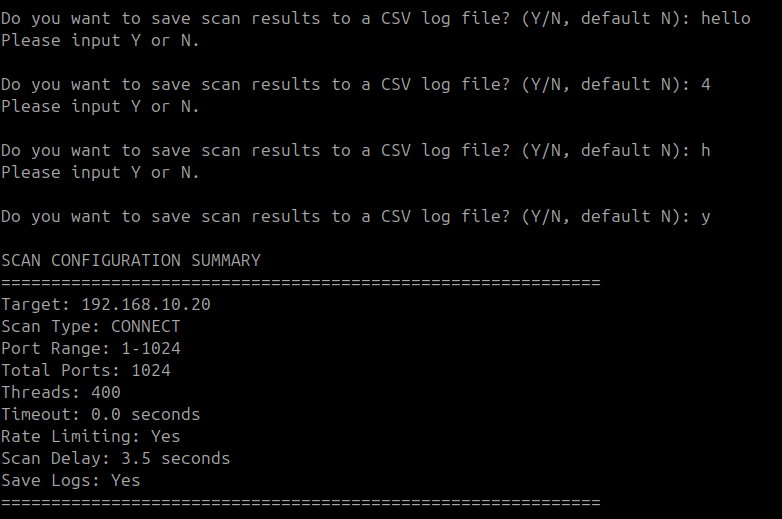 Do you want to save scan results to a CSV log file? (Y/N, default N): hello
Please input Y or N.
Do you want to save scan results to a CSV log file? (Y/N, default N): 4
Please input Y or N.
Do you want to save scan results to a CSV log file? (Y/N, default N): h
Please input Y or N.
Do you want to save scan results to a CSV log file? (Y/N, default N): y
SCAN CONFIGURATION SUMMARY
============================================================
Target: 192.168.10.20
Scan Type: CONNECT
Port Range: 1-1024
Total Ports: 1024
Threads: 400
Timeout: 0.0 seconds
Rate Limiting: Yes
Scan Delay: 3.5 seconds
Save Logs: Yes
============================================================